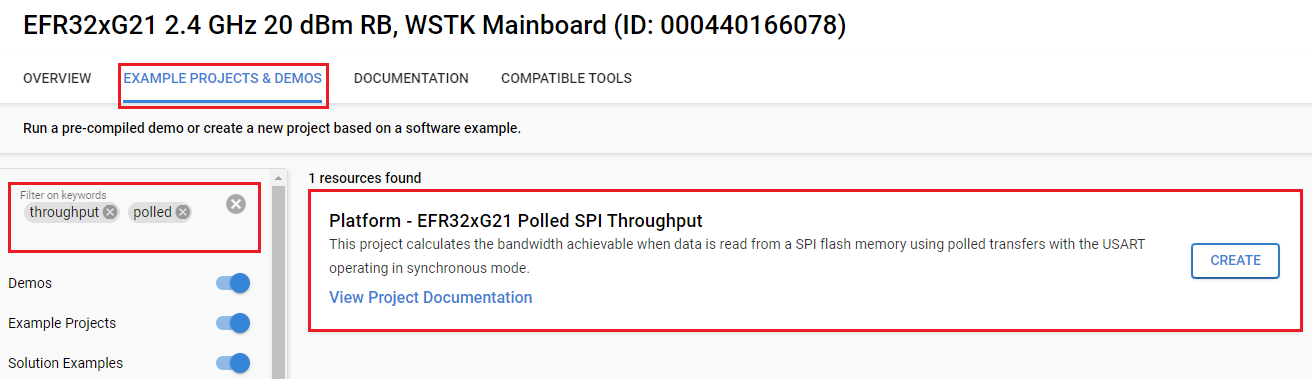 EFR32xG21 2.4 GHz 20 dBm RB, WSTK Mainboard (ID: 000440166078)
OVERVIEW EXAMPLE PROJECTS & DEMOS DOCUMENTATION COMPATIBLE TOOLS
Run a pre-compiled demo or create a new project based on a software example.
Filter on keywords
throughput polled
Demos
Example Projects
Solution Examples
1 resources found
Platform - EFR32xG21 Polled SPI Throughput
This project calculates the bandwidth achievable when data is read from a SPI flash memory using polled transfers with the USART
operating in synchronous mode.
View Project Documentation
CREATE